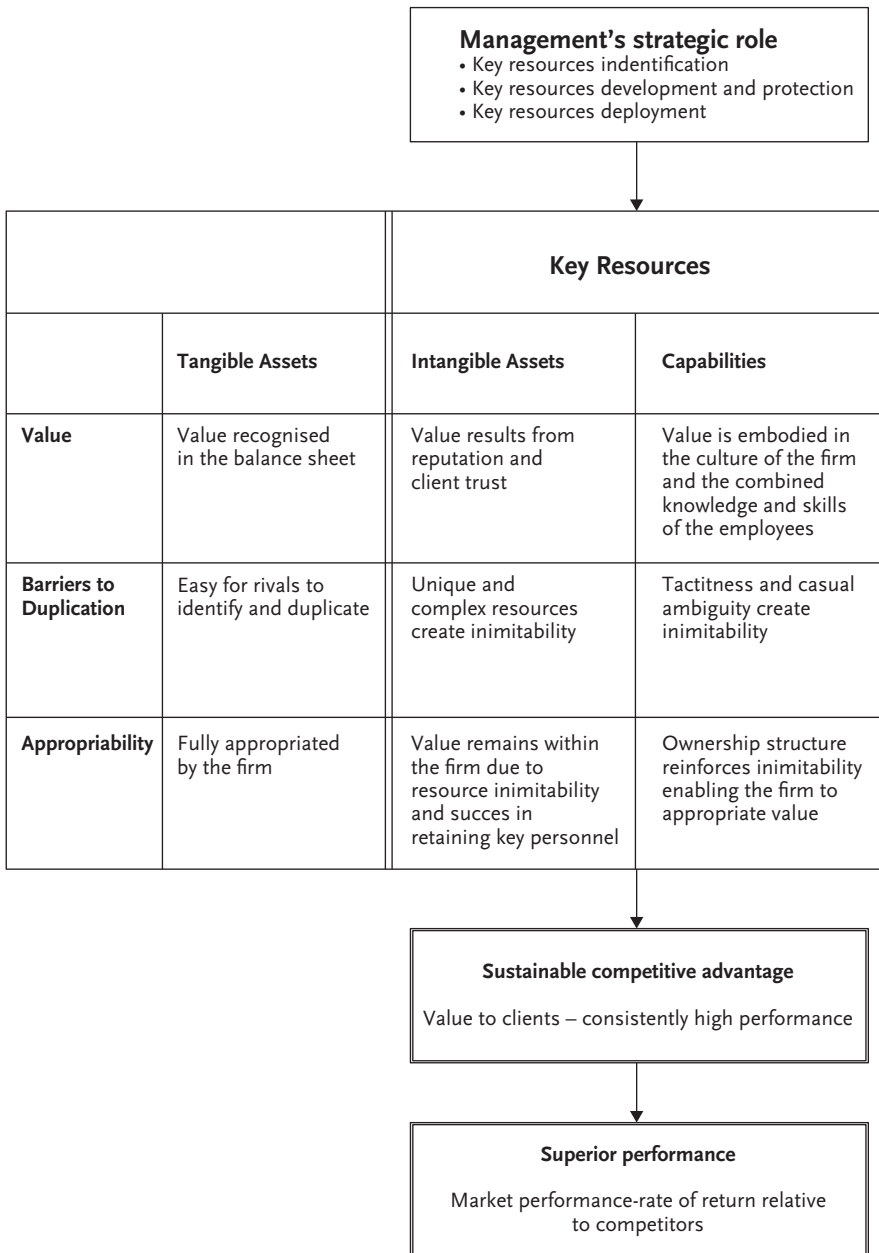 Management's strategic role
• Key resources indentification
• Key resources development and protection
• Key resources deployment
Key Resources
Tangible Assets
Intangible Assets
Capabilities
Value
Value recognised
in the balance sheet
Value results from
reputation and
client trust
Value is embodied in
the culture of the firm
and the combined
knowledge and skills
of the employees
Barriers to
Duplication
Easy for rivals to
identify and duplicate
Unique and
complex resources
create inimitability
Tactitness and casual
ambiguity create
inimitability
Appropriability
Fully appropriated
by the firm
Value remains within
the firm due to
resource inimitability
and succes in
retaining key personnel
Ownership structure
reinforces inimitability
enabling the firm to
appropriate value
Sustainable competitive advantage
Value to clients – consistently high performance
Superior performance
Market performance-rate of return relative
to competitors